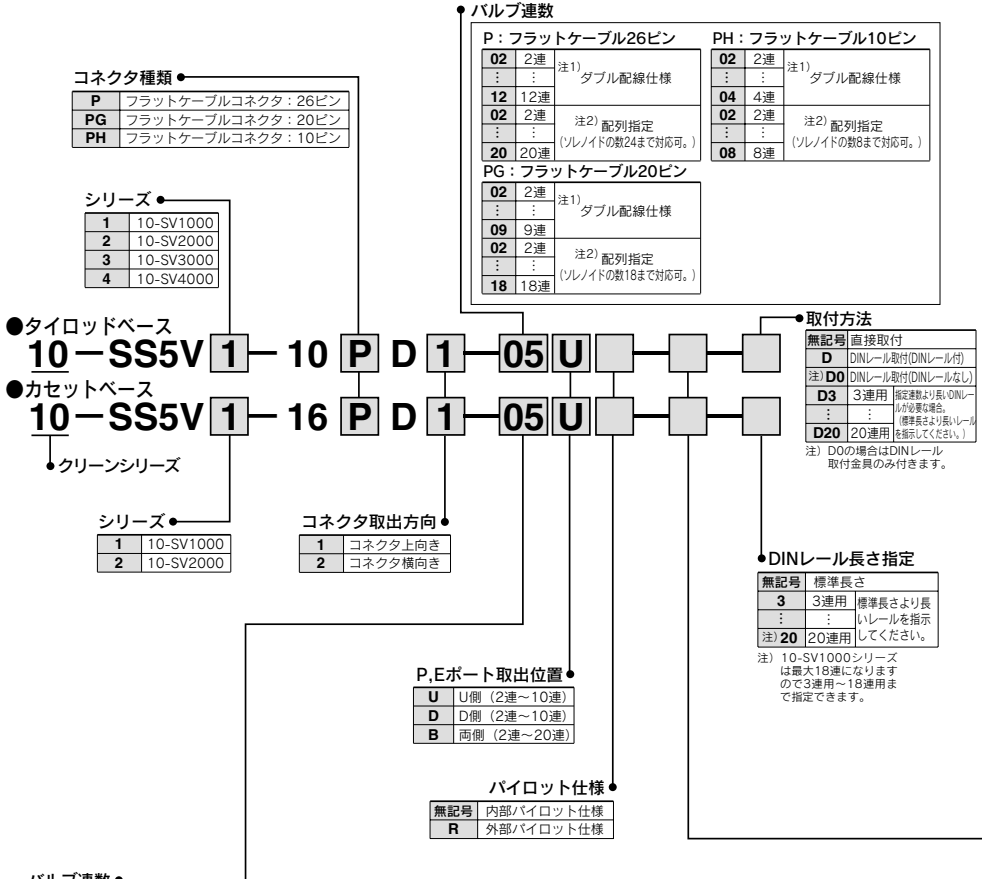 バルブ連数
P：フラットケーブル26ピン
02 2連 注1) ダブル配線仕様
⋮ ⋮
12 12連
02 2連 注2) 配列指定
⋮ ⋮ (ソレノイドの数24まで対応可。)
20 20連
PH：フラットケーブル10ピン
02 2連 注1) ダブル配線仕様
⋮ ⋮
04 4連
02 2連 注2) 配列指定
⋮ ⋮ (ソレノイドの数8まで対応可。)
08 8連
PG：フラットケーブル20ピン
02 2連 注1) ダブル配線仕様
⋮ ⋮
09 9連
02 2連 注2) 配列指定
⋮ ⋮ (ソレノイドの数18まで対応可。)
18 18連
コネクタ種類
P フラットケーブルコネクタ：26ピン
PG フラットケーブルコネクタ：20ピン
PH フラットケーブルコネクタ：10ピン
シリーズ
1 10-SV1000
2 10-SV2000
3 10-SV3000
4 10-SV4000
●タイロッドベース
10－SS5V 1 － 10 P D 1 － 05 U
●カセットベース
10－SS5V 1 － 16 P D 1 － 05 U
クリーンシリーズ
取付方法
無記号 直接取付
D DINレール取付(DINレール付)
注) D0 DINレール取付(DINレールなし)
D3 3連用 指定連数より長いDINレー
⋮ ⋮ ルが必要な場合。
(標準長さより長いレール
D20 20連用 を指示してください。)
注) D0の場合はDINレール
取付金具のみ付きます。
シリーズ
1 10-SV1000
2 10-SV2000
コネクタ取出方向
1 コネクタ上向き
2 コネクタ横向き
DINレール長さ指定
無記号 標準長さ
3 3連用 標準長さより長
⋮ ⋮ いレールを指示
注) 20 20連用 してください。
注) 10-SV1000シリーズ
は最大18連になります
ので3連用～18連用ま
で指定できます。
P,Eポート取出位置
U U側（2連～10連）
D D側（2連～10連）
B 両側（2連～20連）
パイロット仕様
無記号 内部パイロット仕様
R 外部パイロット仕様
バルブ連数